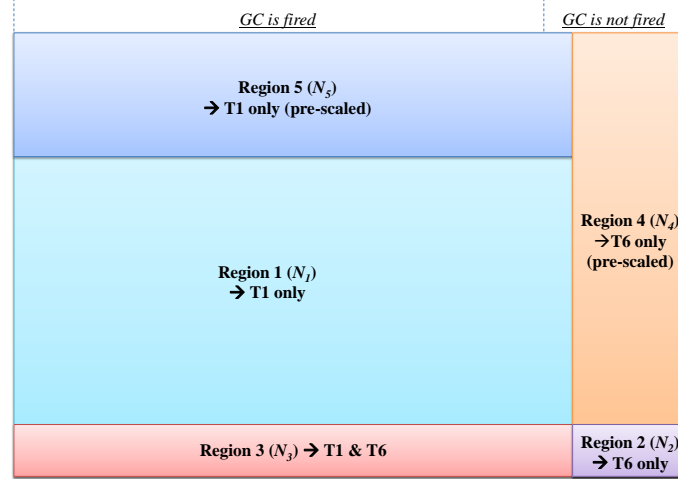 GC is fired
GC is not fired
Region 5 (N5)
➔ T1 only (pre-scaled)
Region 4 (N4)
→T6 only
(pre-scaled)
Region 1 (N1)
➔ T1 only
Region 3 (N3) ➔ T1 & T6
Region 2 (N2)
➔ T6 only